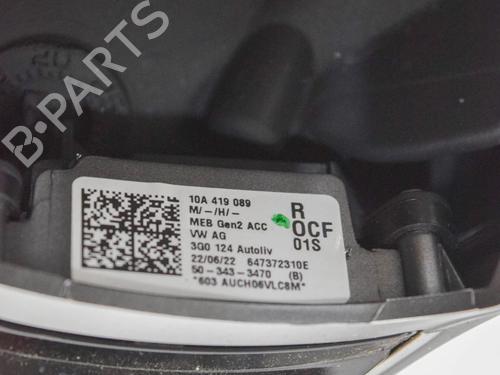 B-PARTS
10A 419 089
M/-/H/-
MEB Gen2 ACC
VW AG
3G0 124 Autoliv
22/06/22 647372310E
50-343-3470 (B)
*603 AUCH06VLC8M*
R
OCF
01S